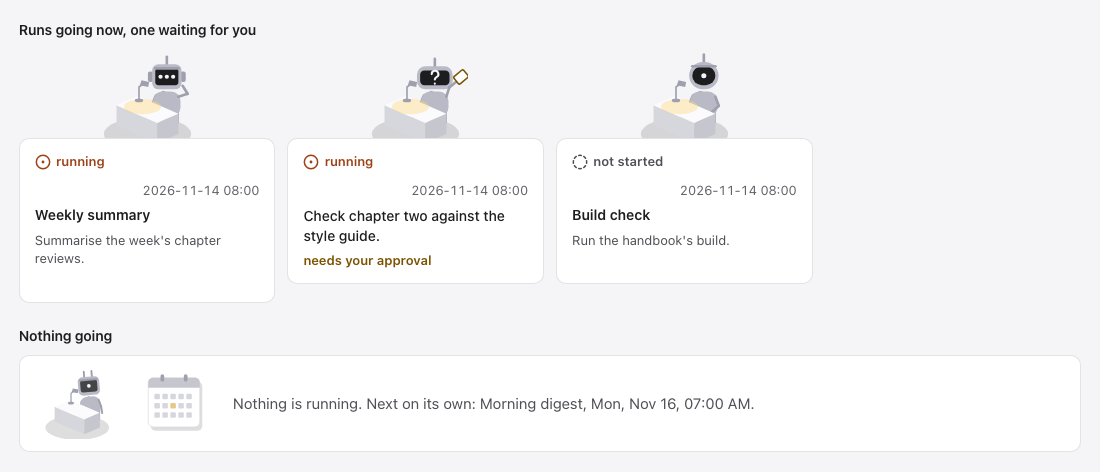 Runs going now, one waiting for you
?
running
2026-11-14 08:00
Weekly summary
Summarise the week's chapter
reviews.
running
2026-11-14 08:00
Check chapter two against the
style guide.
needs your approval
not started
2026-11-14 08:00
Build check
Run the handbook's build.
Nothing going
Nothing is running. Next on its own: Morning digest, Mon, Nov 16, 07:00 AM.